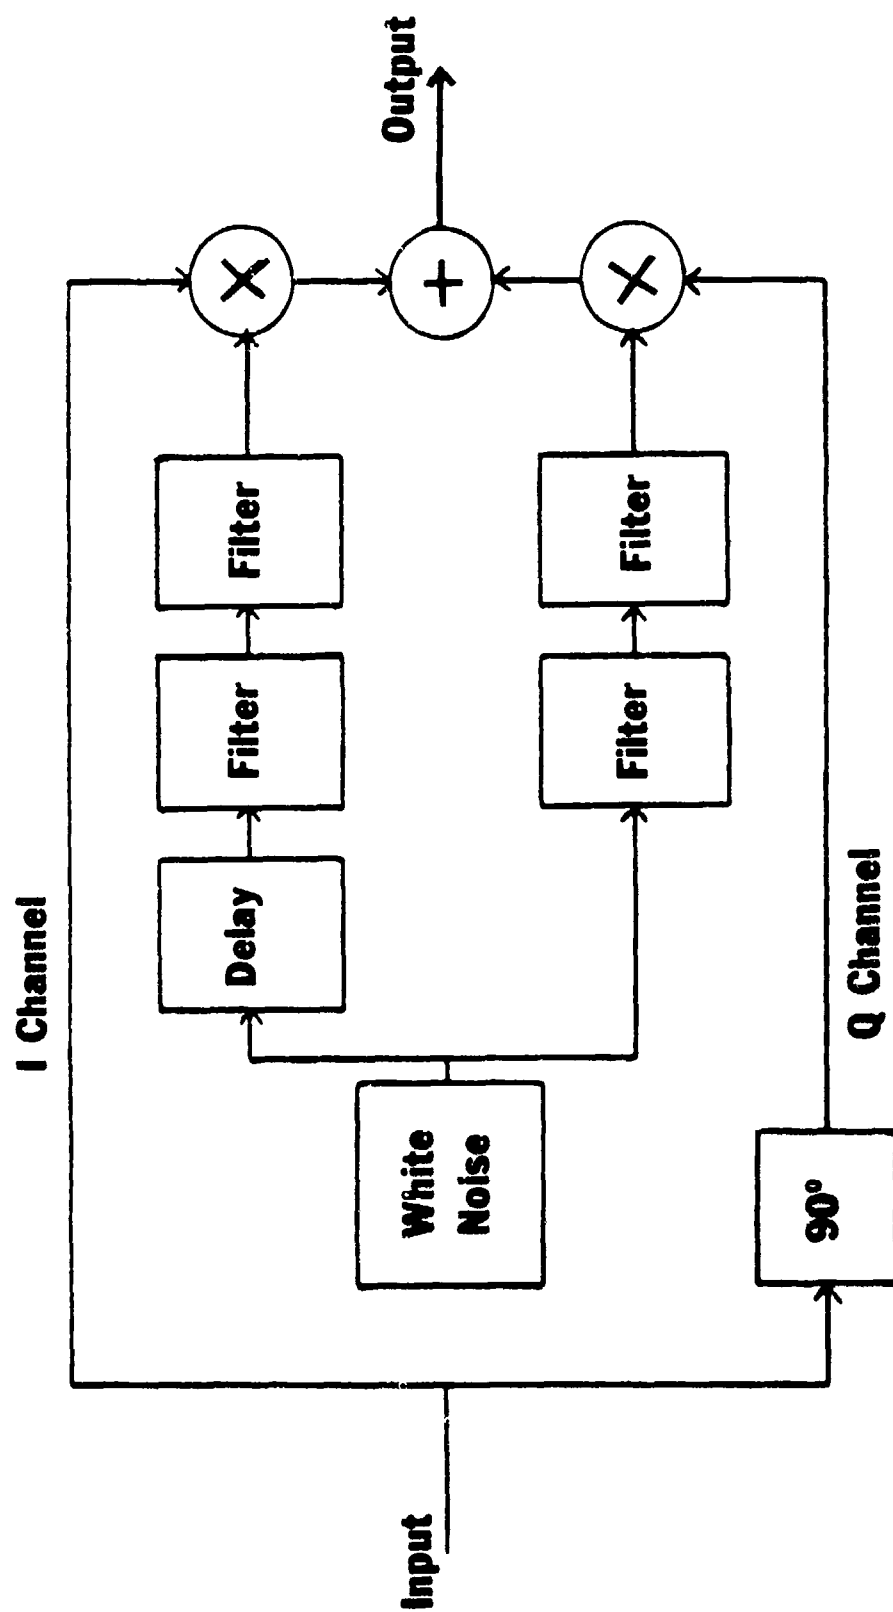 I Channel
Delay
Filter
Filter
×
Input
White
Noise
+
Output
Filter
Filter
×
90°
Q Channel